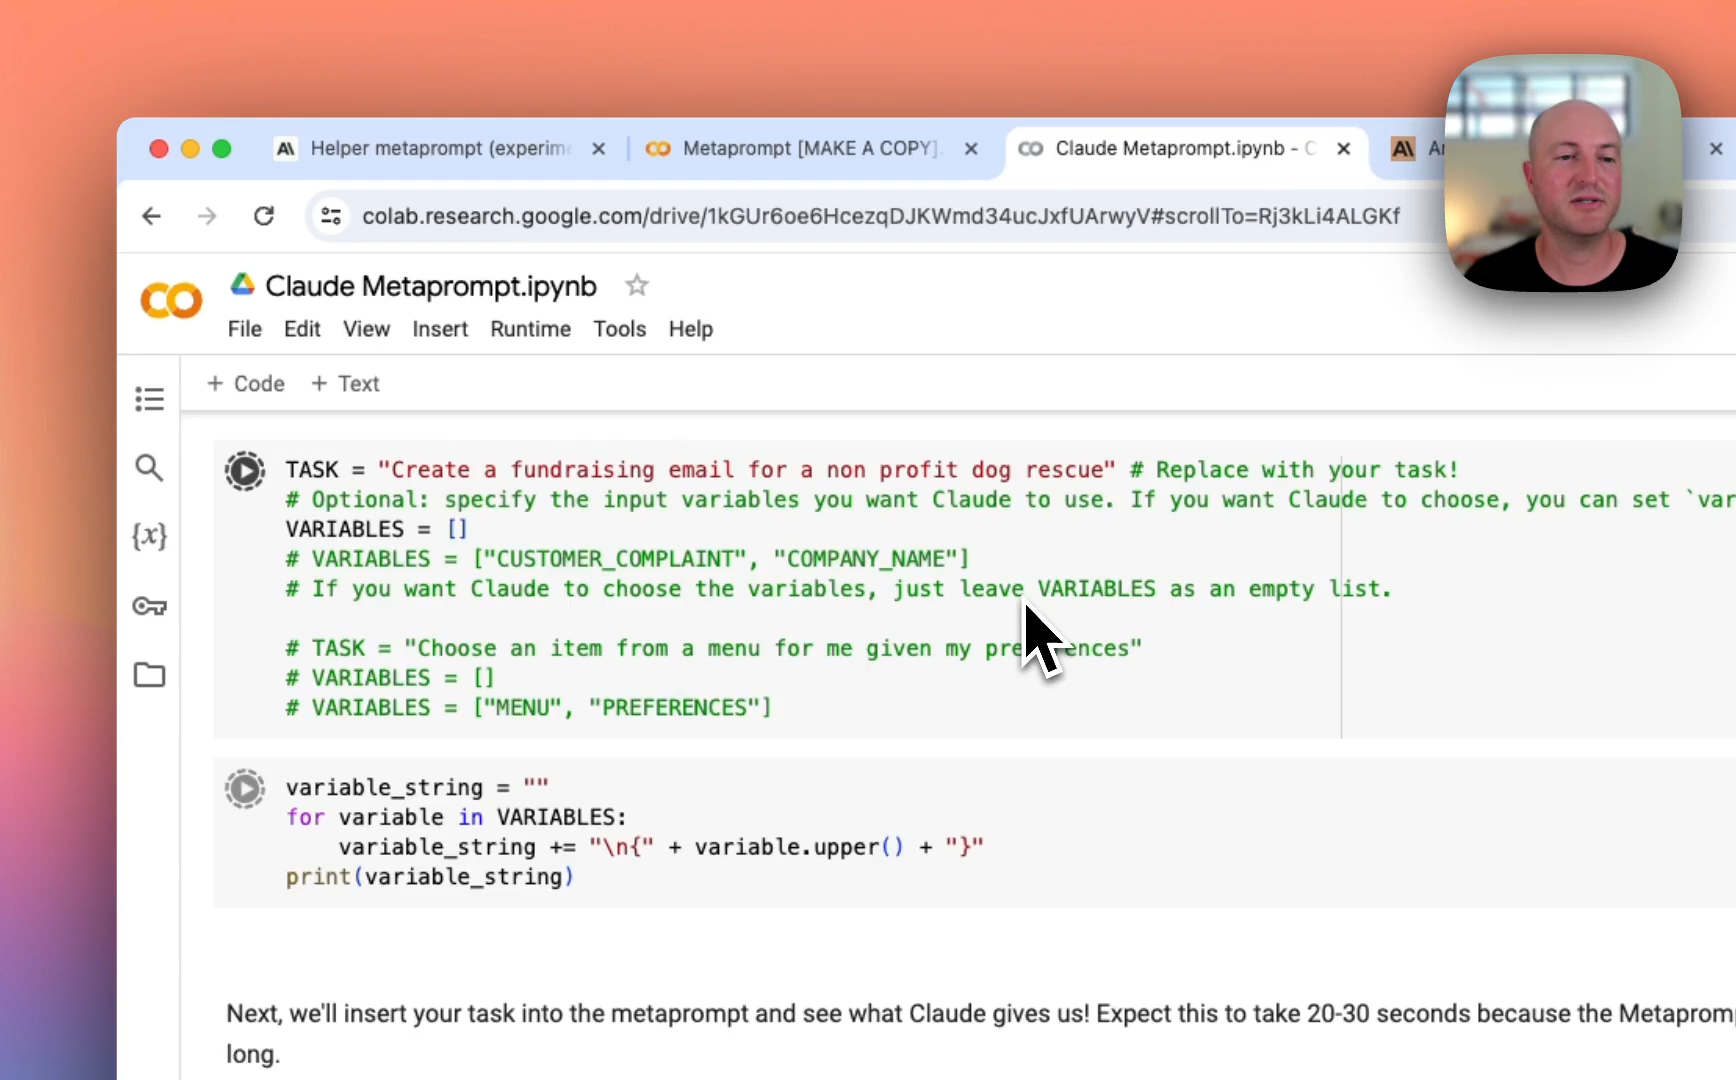 Helper metaprompt (experim
Metaprompt [MAKE A COPY].
Claude Metaprompt.ipynb - C
colab.research.google.com/drive/1kGUr6oe6HcezqDJKWmd34ucJxfUArwyV#scrollTo=Rj3kLi4ALGKf
Claude Metaprompt.ipynb
File Edit View Insert Runtime Tools Help
+ Code + Text
TASK = "Create a fundraising email for a non profit dog rescue" # Replace with your task!
# Optional: specify the input variables you want Claude to use. If you want Claude to choose, you can set `var
VARIABLES = []
# VARIABLES = ["CUSTOMER_COMPLAINT", "COMPANY_NAME"]
# If you want Claude to choose the variables, just leave VARIABLES as an empty list.
# TASK = "Choose an item from a menu for me given my preferences"
# VARIABLES = []
# VARIABLES = ["MENU", "PREFERENCES"]
variable_string = ""
for variable in VARIABLES:
variable_string += "\n{" + variable.upper() + "}"
print(variable_string)
Next, we'll insert your task into the metaprompt and see what Claude gives us! Expect this to take 20-30 seconds because the Metaprom
long.